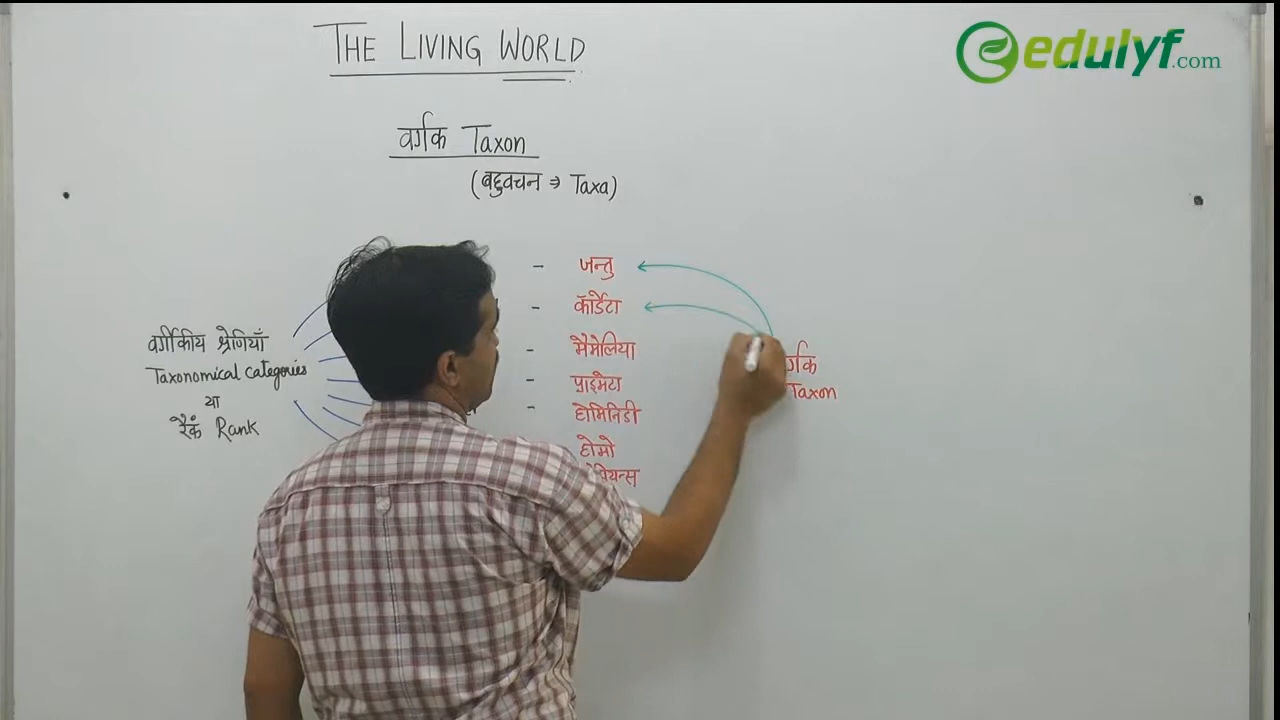 THE LIVING WORLD
edulyf.com
वर्गक Taxon
(बहुवचन ⇒ Taxa)
- जन्तु
- कॉर्डेटा
- मैमेलिया
- प्राइमेटा
- होमिनिडी
होमो
वर्गीकीय श्रेणियाँ
Taxonomical categories
या
रैंक Rank
Taxon